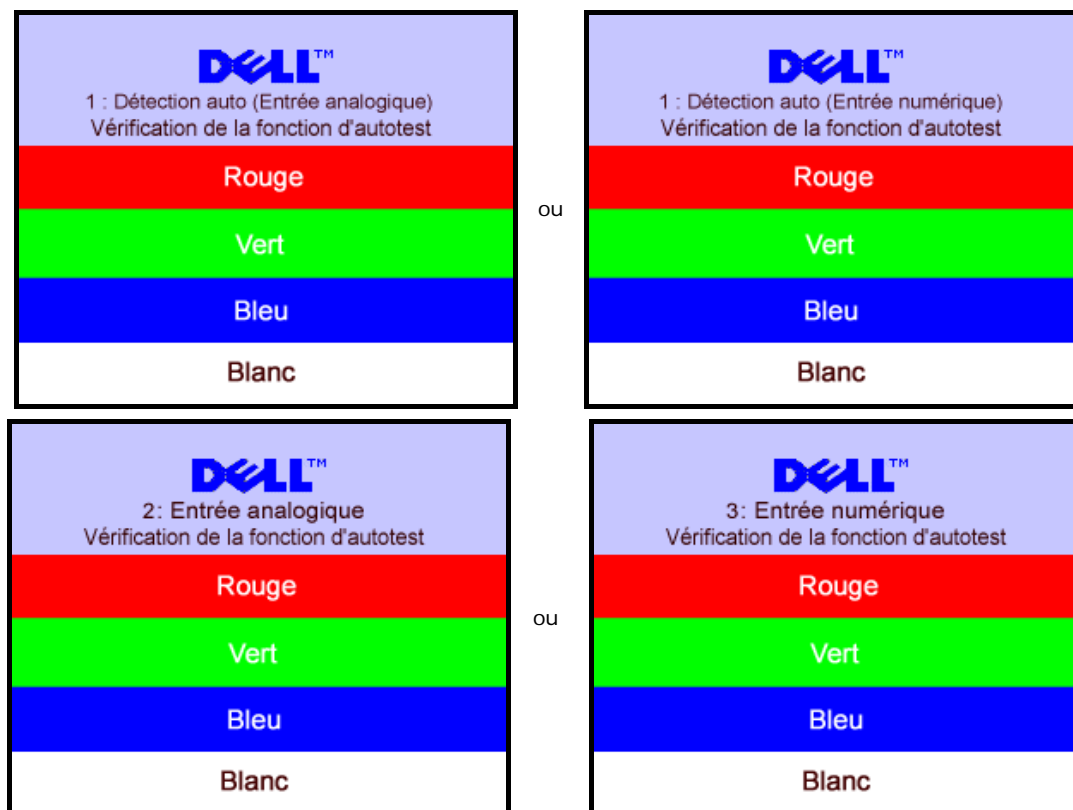 DELL™
1 : Détection auto (Entrée analogique)
Vérification de la fonction d'autotest
Rouge
Vert
Bleu
Blanc
ou
DELL™
1 : Détection auto (Entrée numérique)
Vérification de la fonction d'autotest
Rouge
Vert
Bleu
Blanc
DELL™
2: Entrée analogique
Vérification de la fonction d'autotest
Rouge
Vert
Bleu
Blanc
ou
DELL™
3: Entrée numérique
Vérification de la fonction d'autotest
Rouge
Vert
Bleu
Blanc